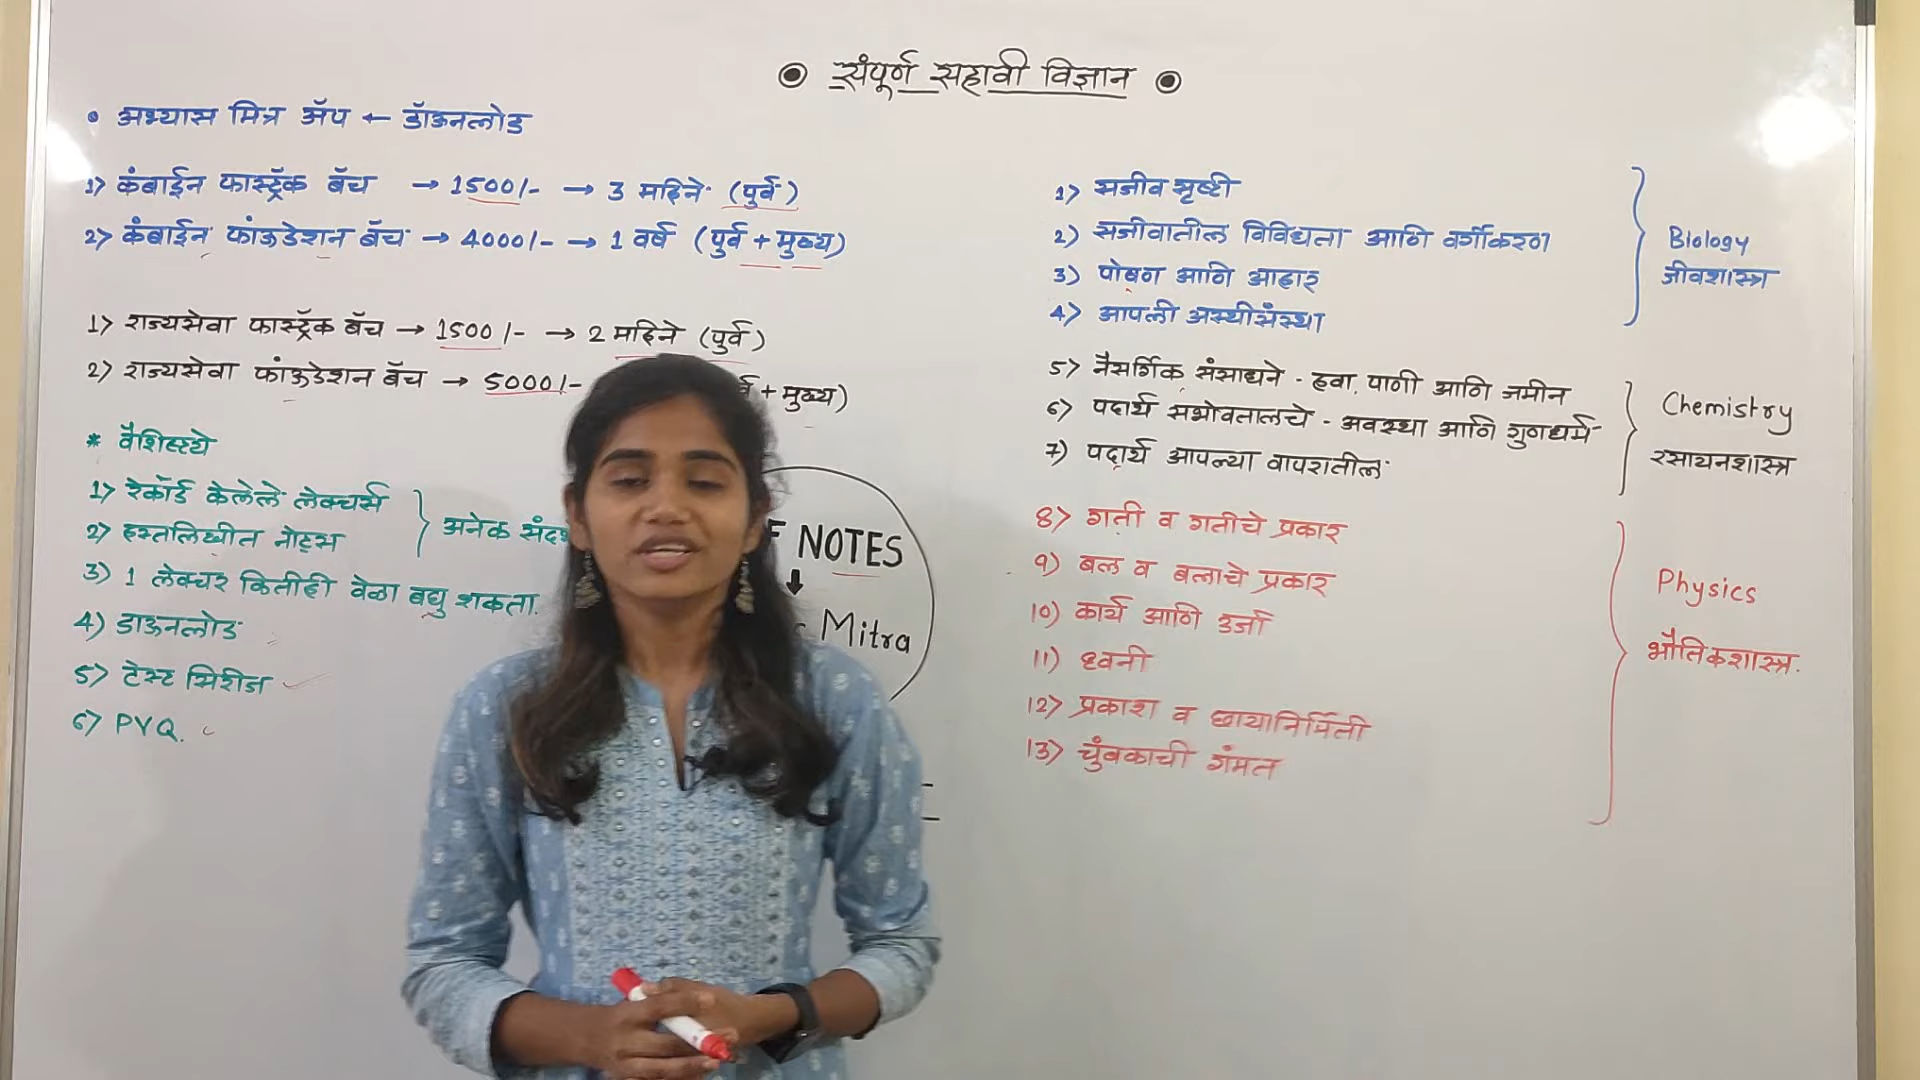 संपूर्ण सहावी विज्ञान
• अभ्यास मित्र ॲप ← डॉऊनलोड
1) कंबाईन फास्ट्रॅक बॅच → 1500/- → 3 महिने (पुर्व)
2) कंबाईन फांऊडेशन बॅच → 4000/- → 1 वर्ष (पुर्व + मुख्य)
1) राज्यसेवा फास्ट्रॅक बॅच → 1500/- → 2 महिने (पुर्व)
2) राज्यसेवा फांऊडेशन बॅच → 5000/- + मुख्य)
* वैशिष्ट्ये
1) रेकॉर्ड केलेले लेक्चर्स
2) हस्तलिखीत नोट्स
अनेक
3) 1 लेक्चर कितीही वेळा बघु शकता.
4) डाऊनलोड
5) टेस्ट सिरीज
6) PYQ.
NOTES
Mitra
1) सजीव सृष्टी
2) सजीवातील विविधता आणि वर्गीकरण
3) पोषण आणि आहार
4) आपली अस्थीसंस्था
Biology
जीवशास्त्र
5) नैसर्गिक संसाधने - हवा, पाणी आणि जमीन
6) पदार्थ सभोवतालचे - अवस्था आणि गुणधर्म
7) पदार्थ आपल्या वापरातील
Chemistry
रसायनशास्त्र
8) गती व गतीचे प्रकार
9) बल व बलाचे प्रकार
10) कार्य आणि उर्जा
11) ध्वनी
12) प्रकाश व छायानिर्मिती
13) चुंबकाची गंमत
Physics
भौतिकशास्त्र.